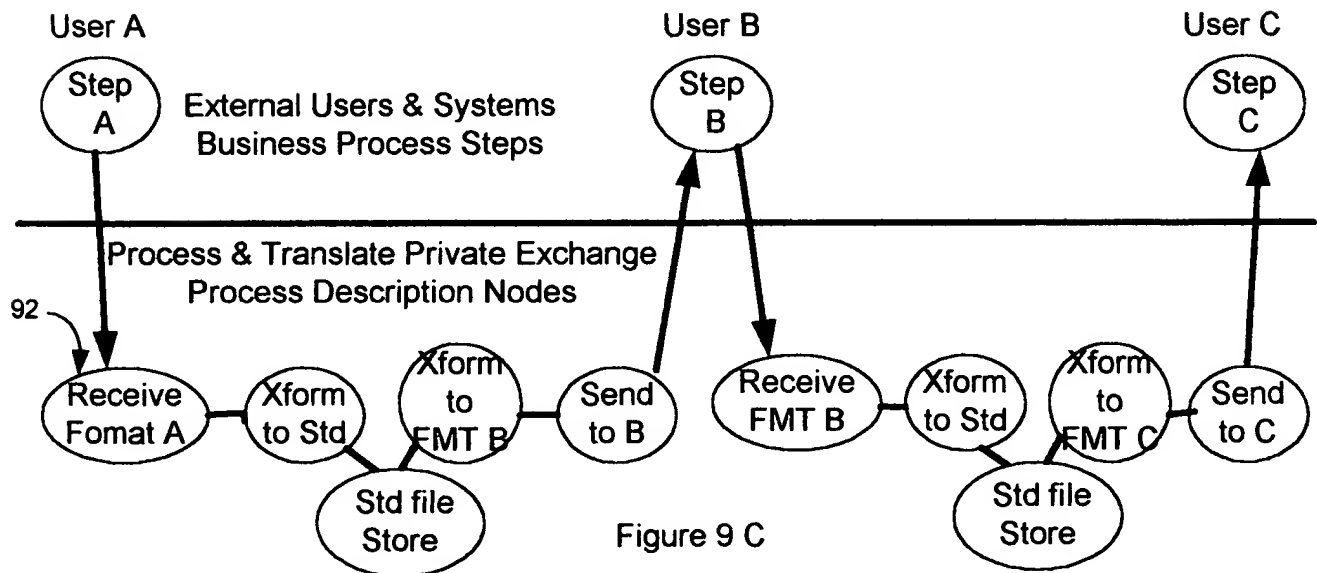 User A
User B
User C
Step
A
External Users & Systems
Business Process Steps
Step
B
Step
C
Process & Translate Private Exchange
Process Description Nodes
92
Receive
Fomat A
Xform
to Std
Xform
to
FMT B
Send
to B
Receive
FMT B
Xform
to Std
Xform
to
FMT C
Send
to C
Std file
Store
Std file
Store
Figure 9 C